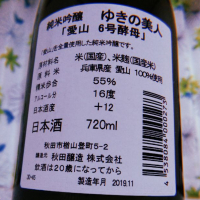 純米吟醸 ゆきの美人
「愛山 6号酵母」
「愛山」を全量使用した純米吟醸です。
原材料 米(国産)、米麹(国産米)
原料米 兵庫県産 愛山 100%使用
精米歩合 55%
アルコール分 16度
日本酒度 +12
日本酒 720ml
秋田市楢山登町5-2
秋田醸造 株式会社
飲酒は20歳になってから
30-4S 製造年月 2019.11